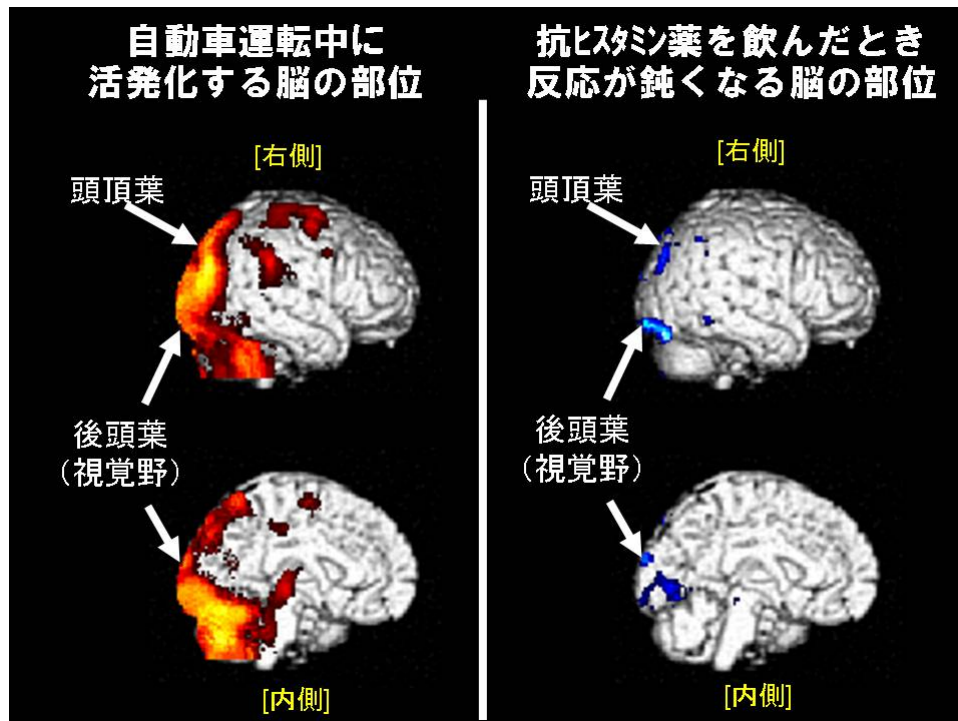 自動車運転中に
活発化する脳の部位
[右側]
頭頂葉
後頭葉
（視覚野）
[内側]
抗ﾋｽﾀﾐﾝ薬を飲んだとき
反応が鈍くなる脳の部位
[右側]
頭頂葉
後頭葉
（視覚野）
[内側]